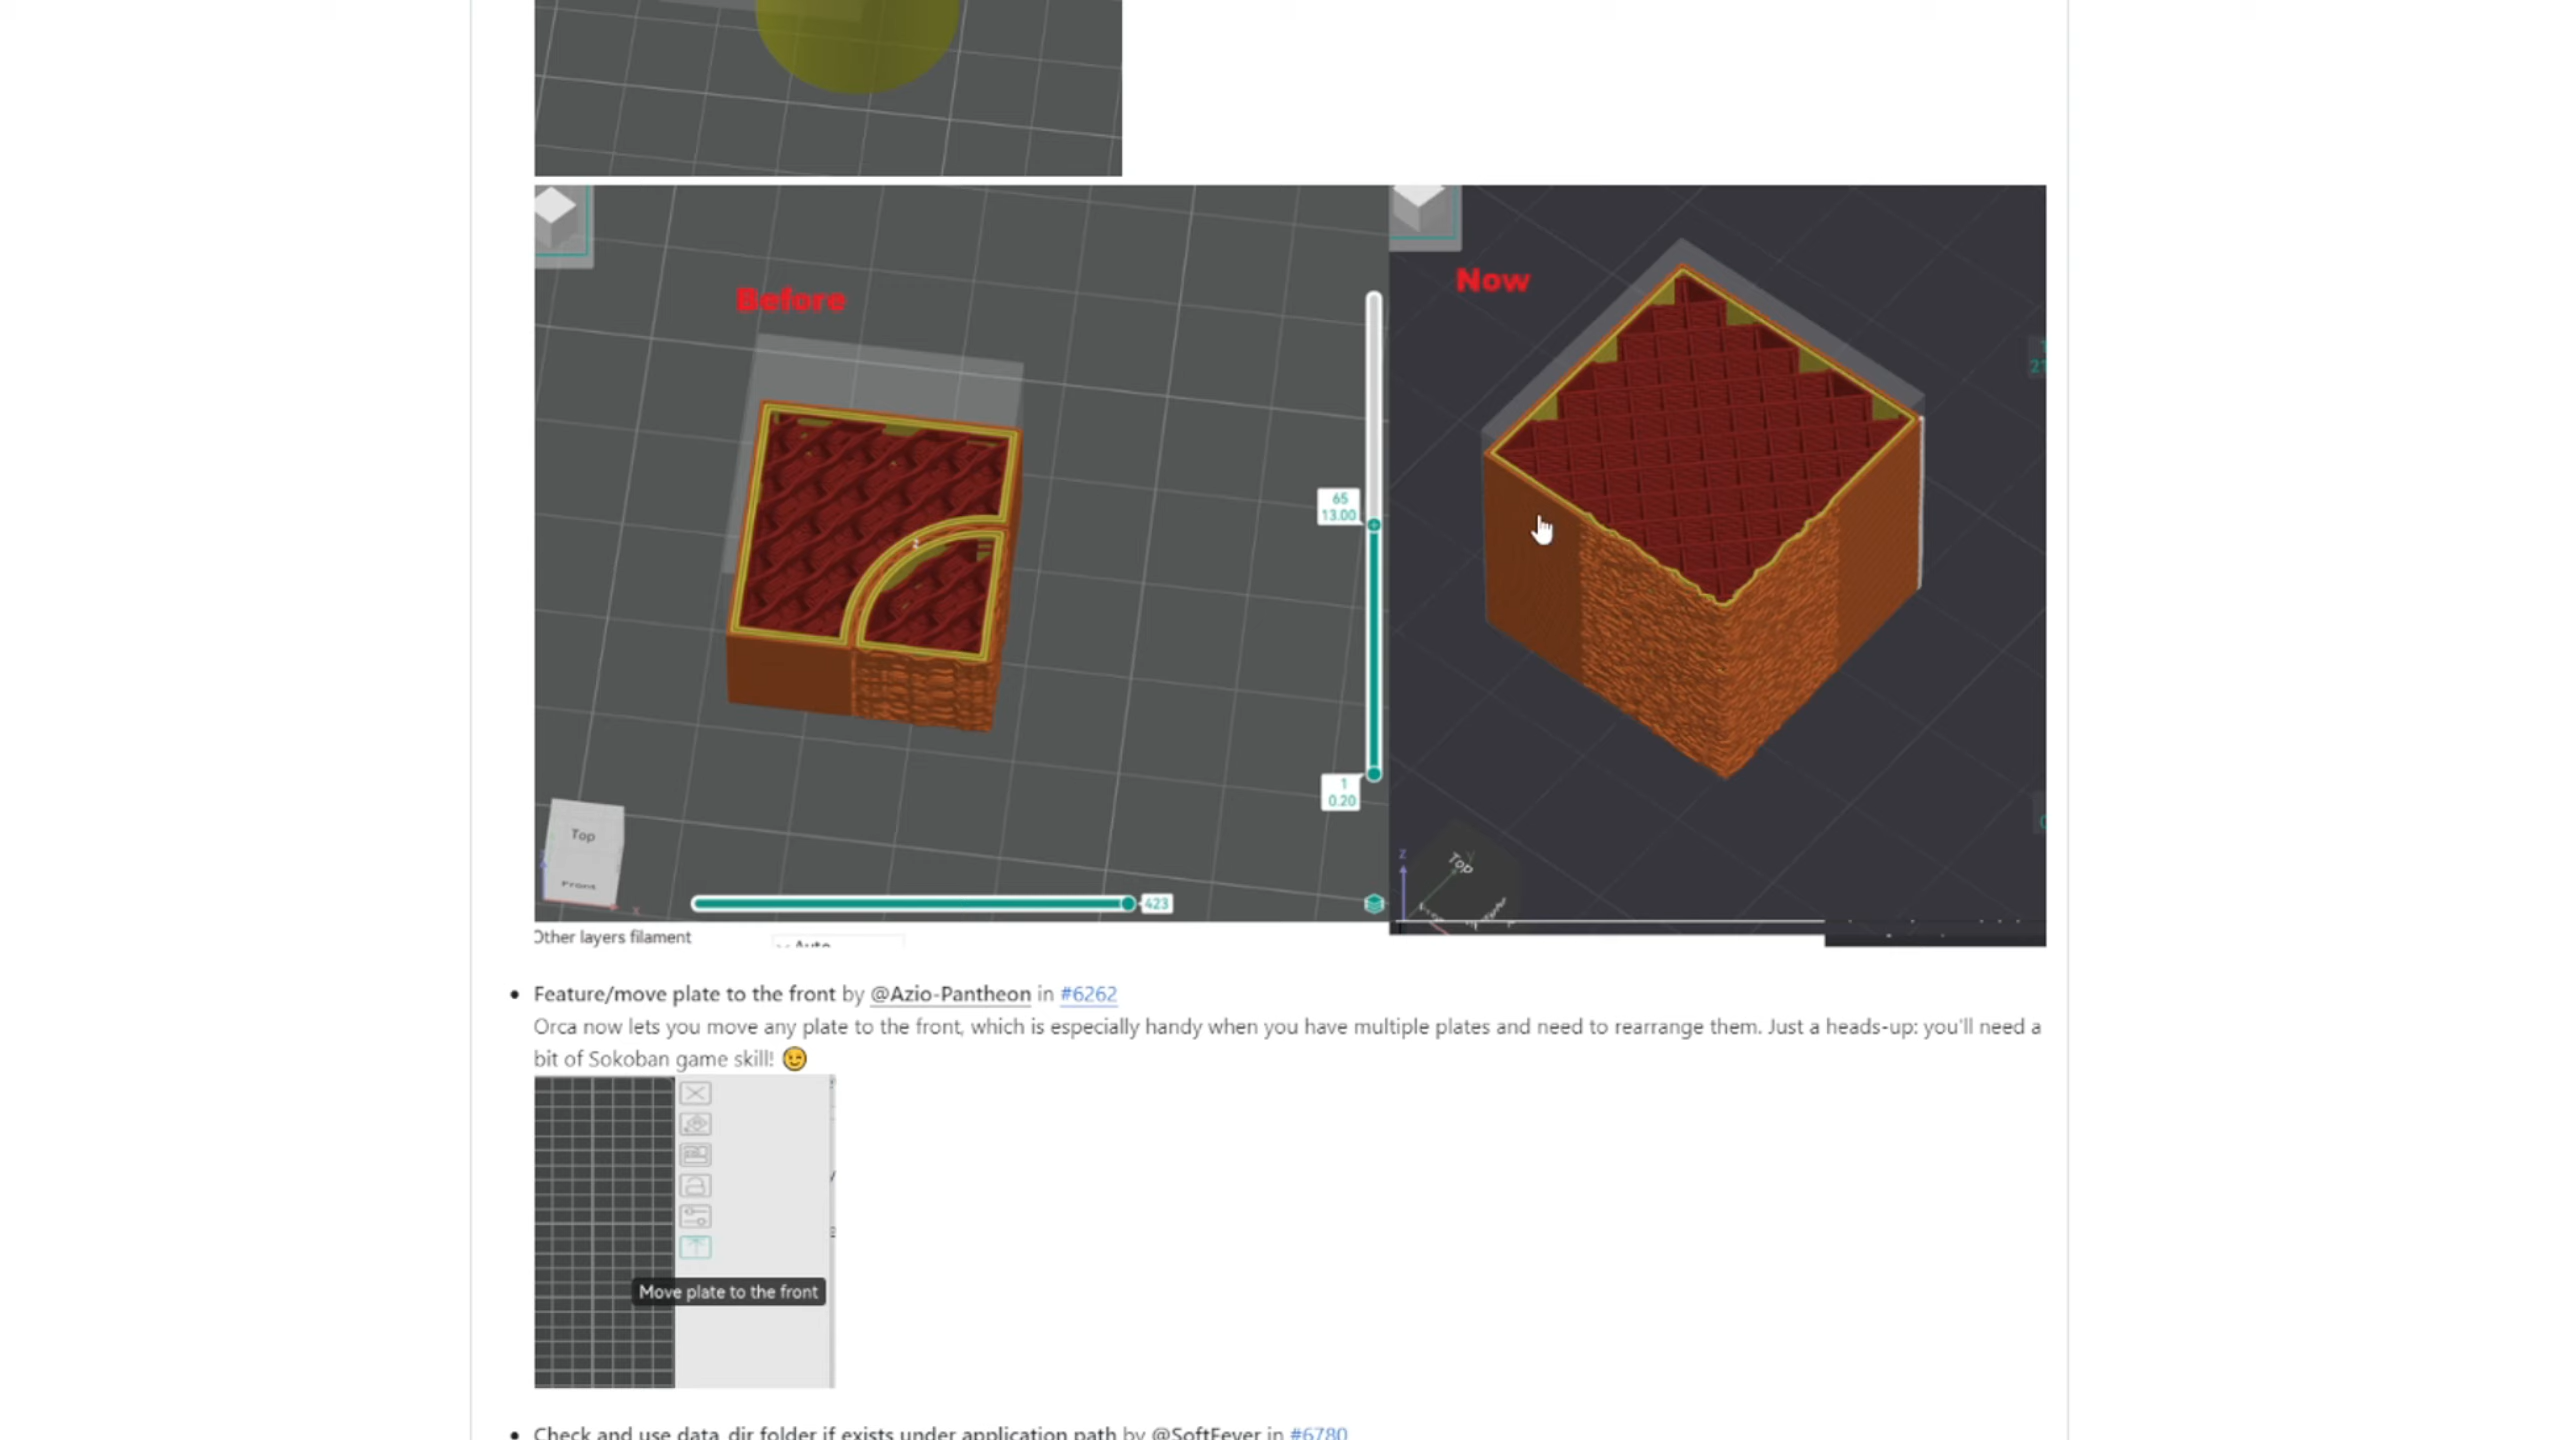 Before
Now
65
13.00
1
0.20
Top
Front
X
423
Z
Top
Other layers filament
Auto
Feature/move plate to the front by @Azio-Pantheon in #6262
Orca now lets you move any plate to the front, which is especially handy when you have multiple plates and need to rearrange them. Just a heads-up: you'll need a
bit of Sokoban game skill! 😉
Move plate to the front
Check and use data_dir folder if exists under application path by @SoftFever in #6780